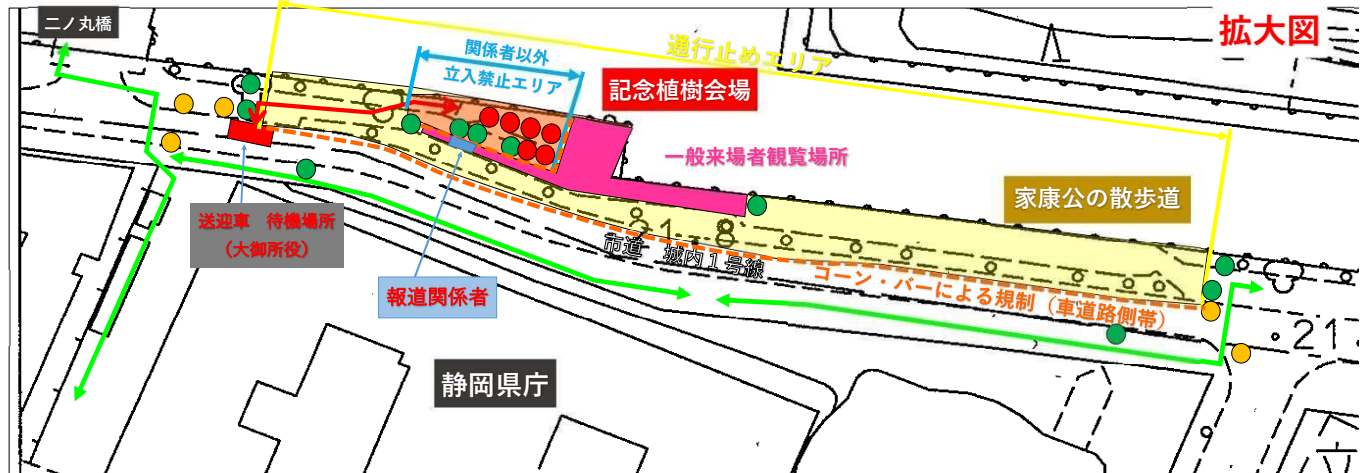 二ノ丸橋
拡大図
通行止めエリア
関係者以外
立入禁止エリア
記念植樹会場
一般来場者観覧場所
家康公の散歩道
送迎車　待機場所
（大御所役）
21.8
市道　城内１号線
報道関係者
コーン・バーによる規制（車道路側帯）
21.
静岡県庁
立